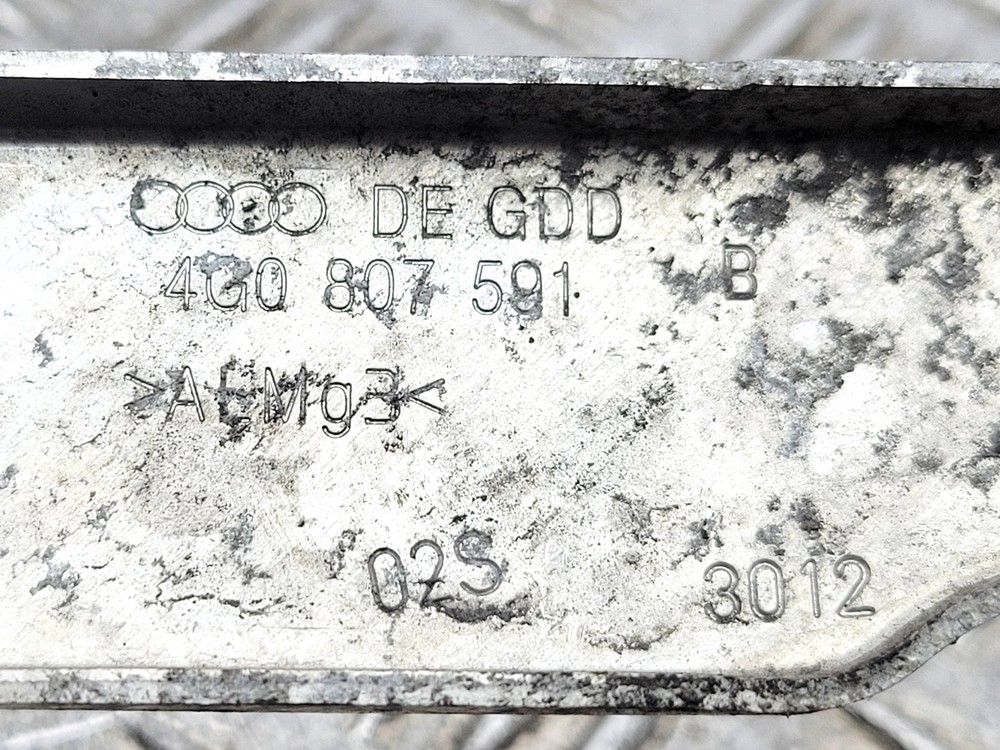 DE GDD
4G0 807 591 B
>AlMg3<
02S 3012